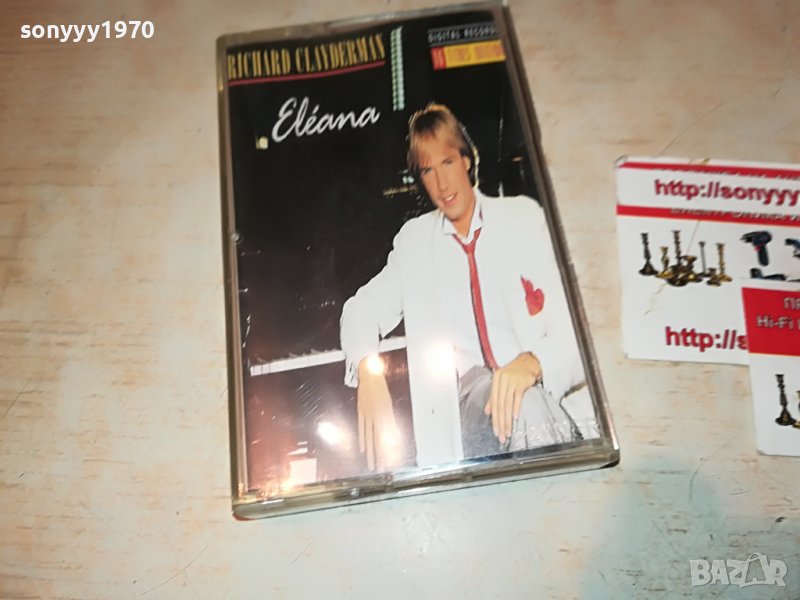 sonyyy1970
RICHARD CLAYDERMAN
DIGITAL RECORD
Eléana
http://sonyyy
http://s
Hi-Fi
BAZAR